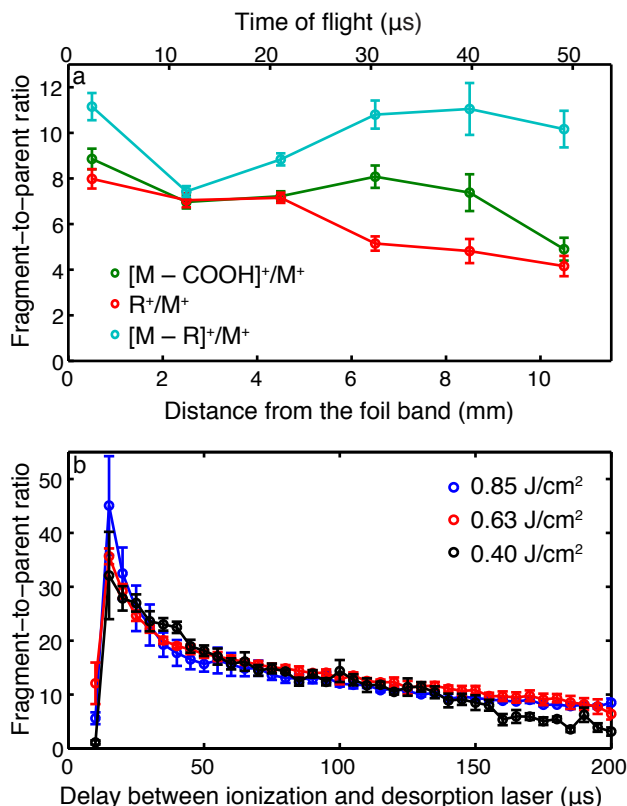 Time of flight (μs)
0 10 20 30 40 50
a
Fragment−to−parent ratio
12
10
8
6
4
2
0
[M – COOH]⁺/M⁺
R⁺/M⁺
[M – R]⁺/M⁺
0 2 4 6 8 10
Distance from the foil band (mm)
b
Fragment−to−parent ratio
50
40
30
20
10
0
0.85 J/cm²
0.63 J/cm²
0.40 J/cm²
0 50 100 150 200
Delay between ionization and desorption laser (μs)